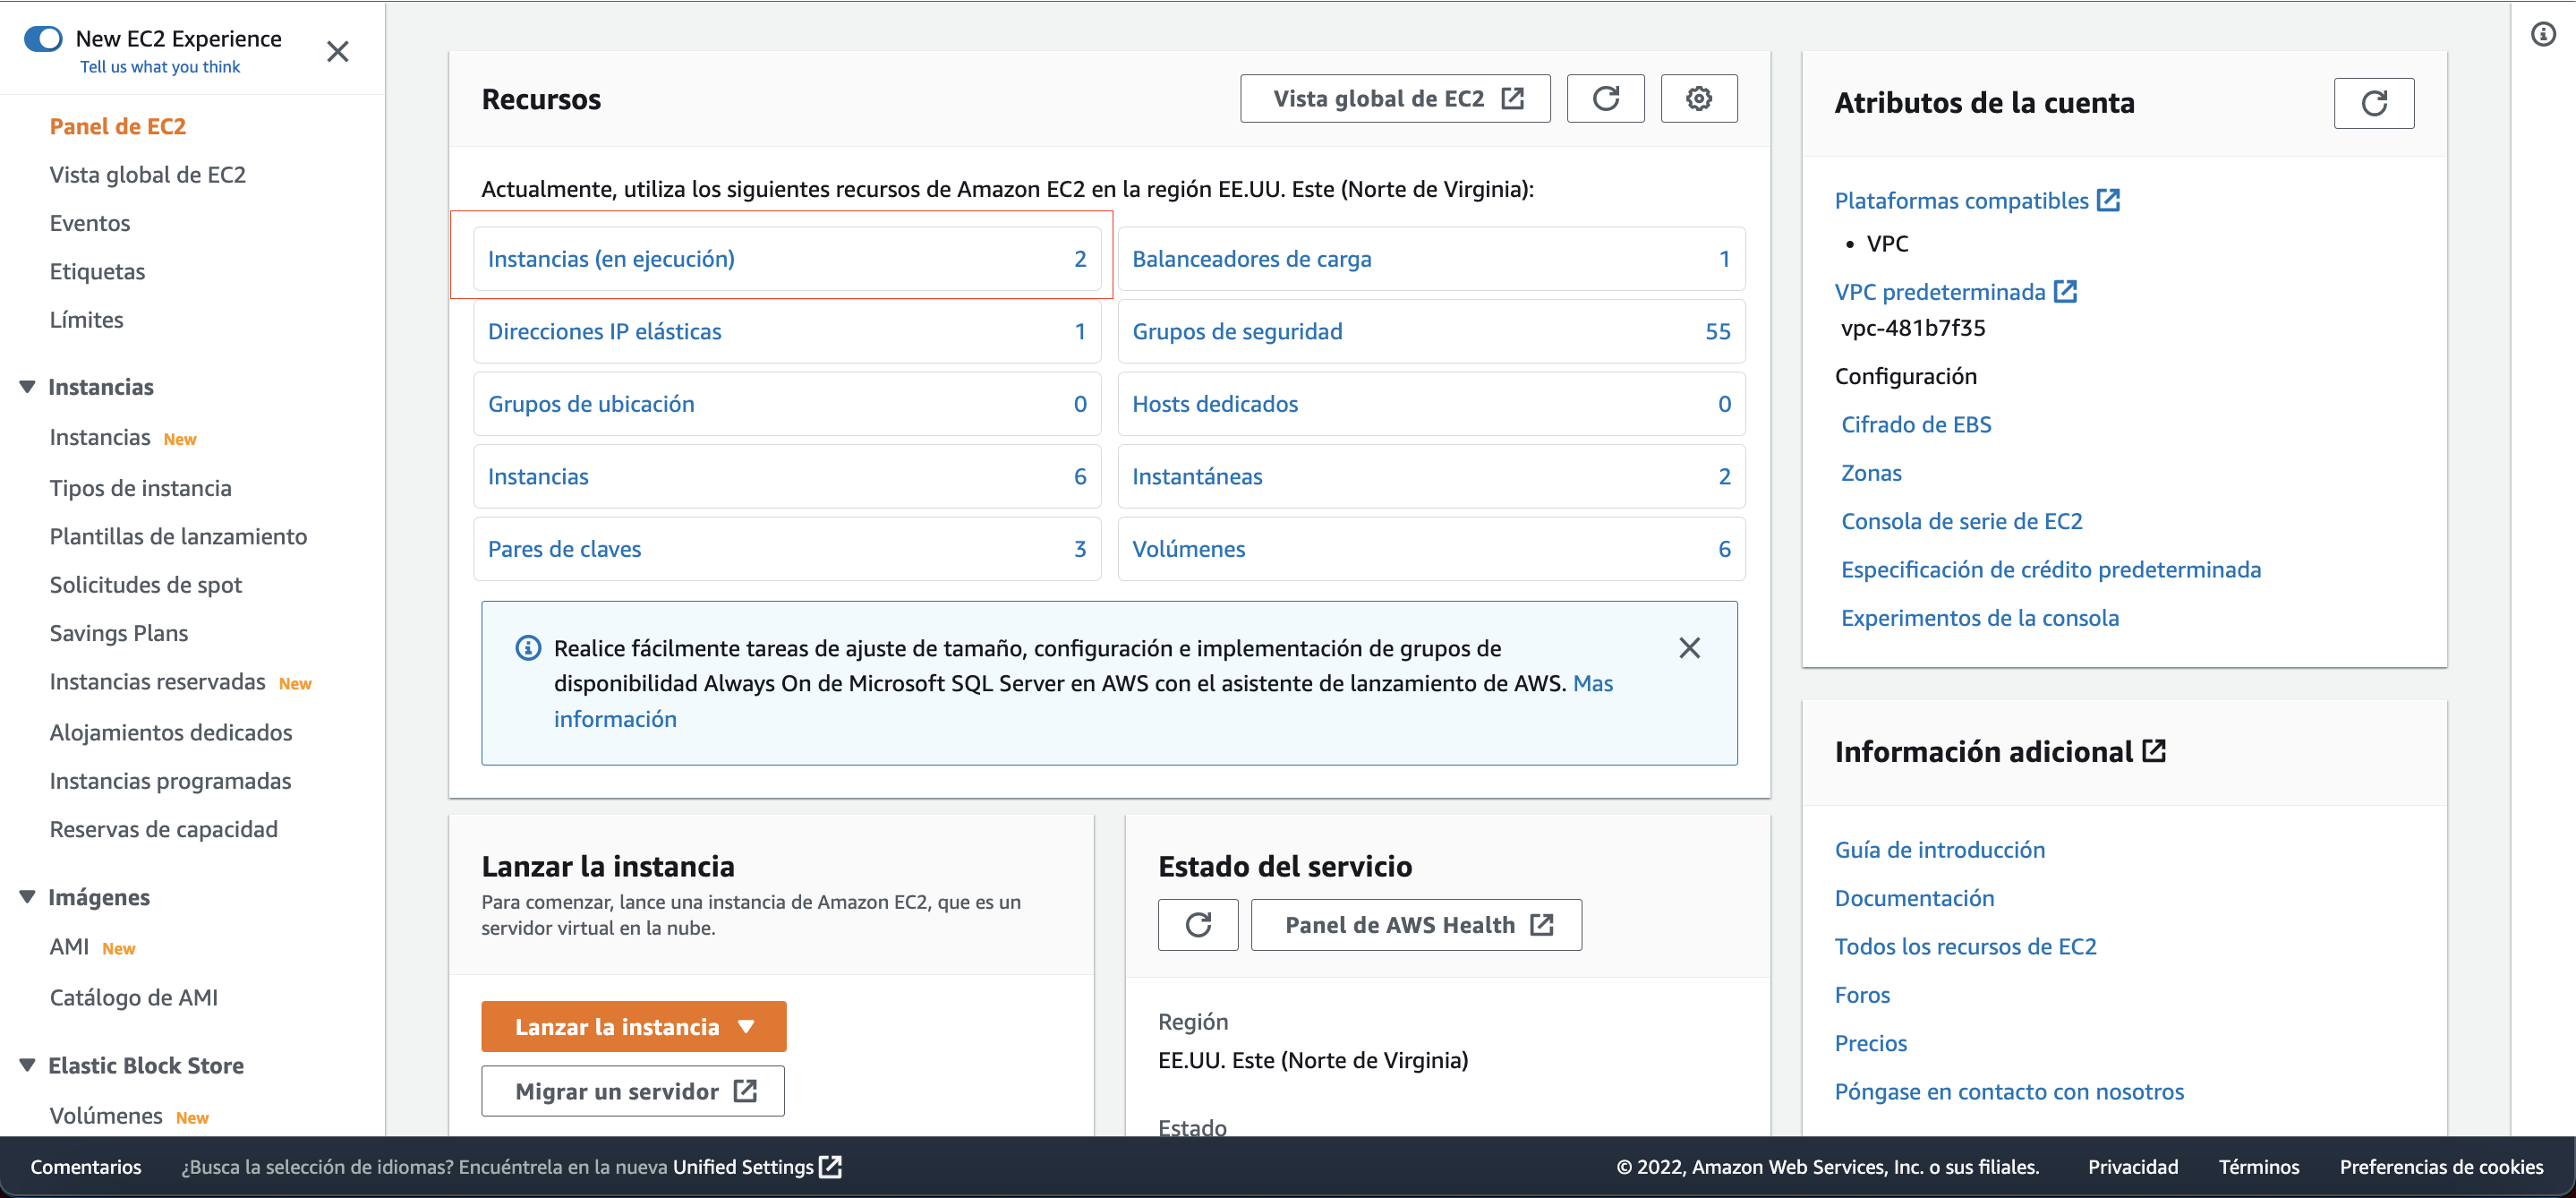 New EC2 Experience
Tell us what you think
Panel de EC2
Vista global de EC2
Eventos
Etiquetas
Límites
Instancias
Instancias New
Tipos de instancia
Plantillas de lanzamiento
Solicitudes de spot
Savings Plans
Instancias reservadas New
Alojamientos dedicados
Instancias programadas
Reservas de capacidad
Imágenes
AMI New
Catálogo de AMI
Elastic Block Store
Volúmenes New
Recursos
Vista global de EC2
Actualmente, utiliza los siguientes recursos de Amazon EC2 en la región EE.UU. Este (Norte de Virginia):
Instancias (en ejecución) 2
Balanceadores de carga 1
Direcciones IP elásticas 1
Grupos de seguridad 55
Grupos de ubicación 0
Hosts dedicados 0
Instancias 6
Instantáneas 2
Pares de claves 3
Volúmenes 6
Realice fácilmente tareas de ajuste de tamaño, configuración e implementación de grupos de
disponibilidad Always On de Microsoft SQL Server en AWS con el asistente de lanzamiento de AWS. Mas
información
Lanzar la instancia
Para comenzar, lance una instancia de Amazon EC2, que es un
servidor virtual en la nube.
Lanzar la instancia
Migrar un servidor
Estado del servicio
Panel de AWS Health
Región
EE.UU. Este (Norte de Virginia)
Estado
Atributos de la cuenta
Plataformas compatibles
• VPC
VPC predeterminada
vpc-481b7f35
Configuración
Cifrado de EBS
Zonas
Consola de serie de EC2
Especificación de crédito predeterminada
Experimentos de la consola
Información adicional
Guía de introducción
Documentación
Todos los recursos de EC2
Foros
Precios
Póngase en contacto con nosotros
Comentarios
¿Busca la selección de idiomas? Encuéntrela en la nueva Unified Settings
© 2022, Amazon Web Services, Inc. o sus filiales.
Privacidad
Términos
Preferencias de cookies